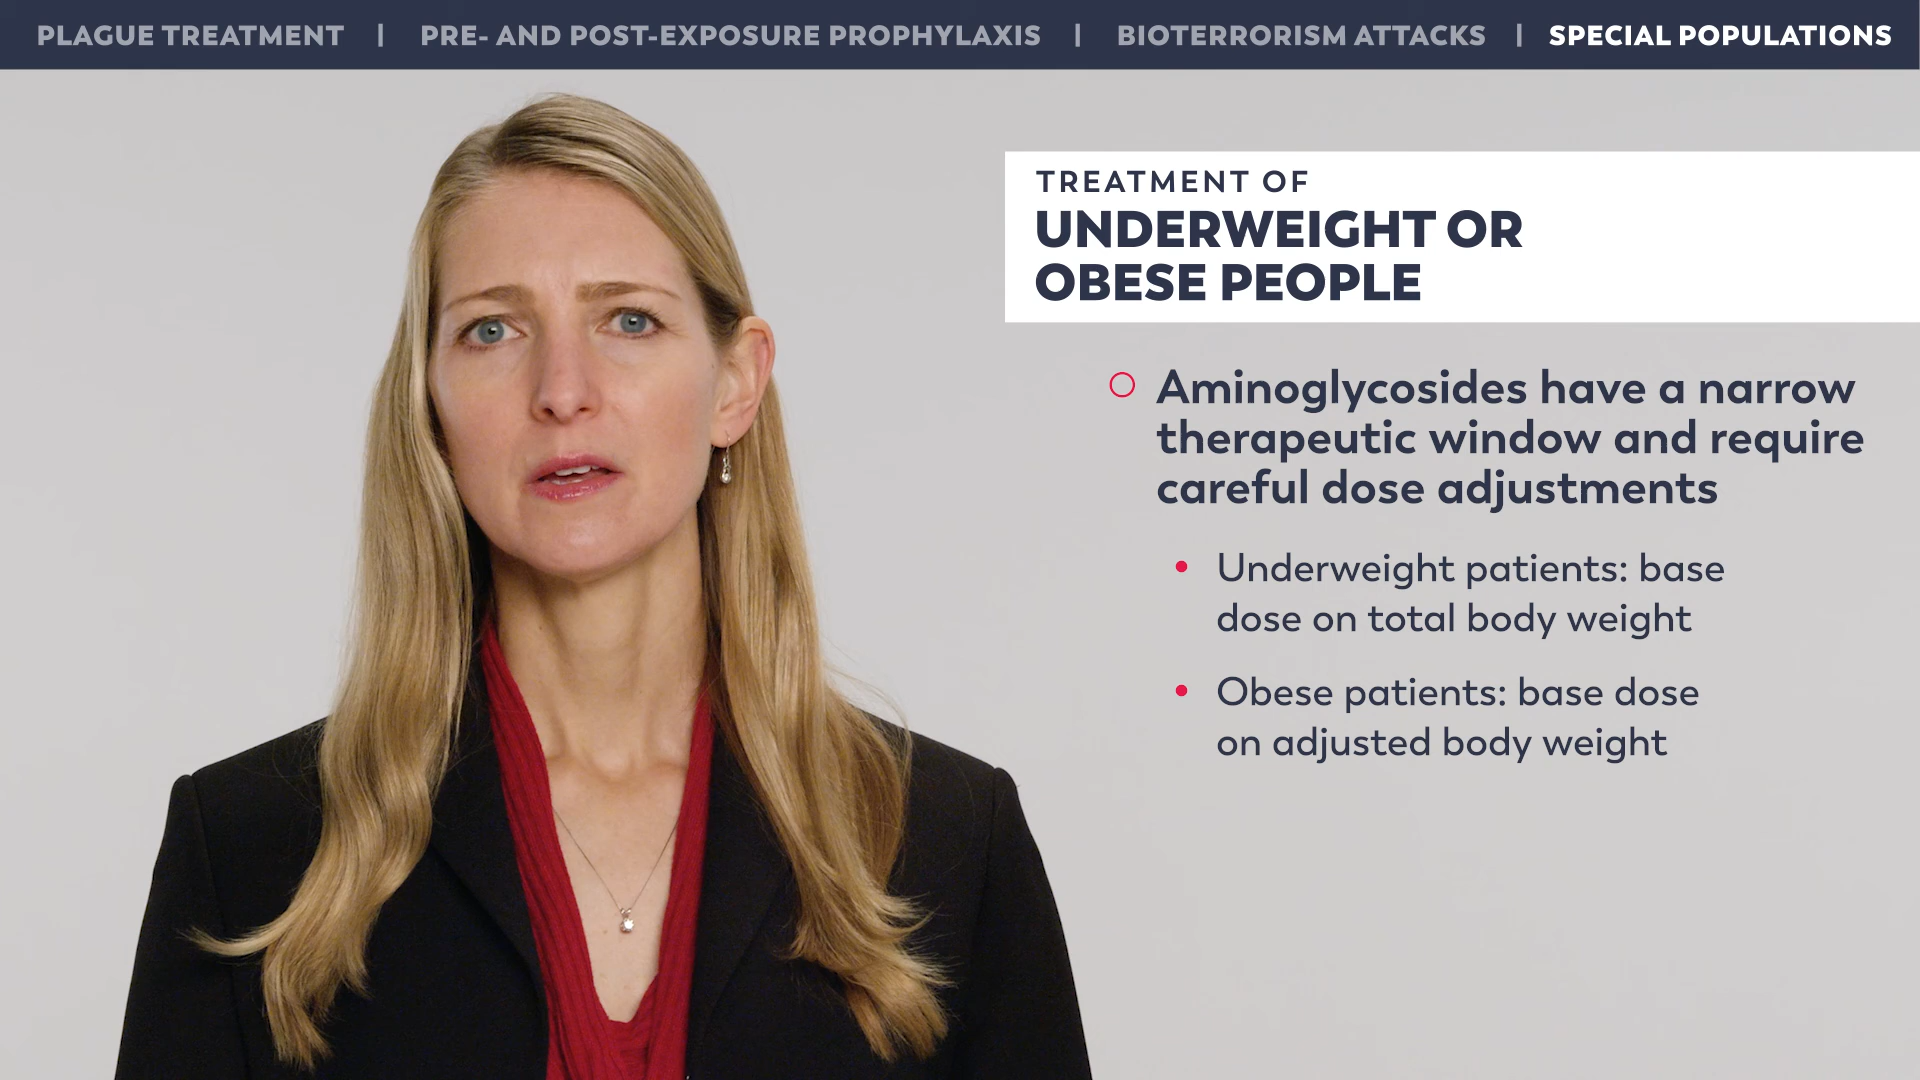 PLAGUE TREATMENT | PRE- AND POST-EXPOSURE PROPHYLAXIS | BIOTERRORISM ATTACKS | SPECIAL POPULATIONS
TREATMENT OF
UNDERWEIGHT OR
OBESE PEOPLE
Aminoglycosides have a narrow
therapeutic window and require
careful dose adjustments
Underweight patients: base
dose on total body weight
Obese patients: base dose
on adjusted body weight